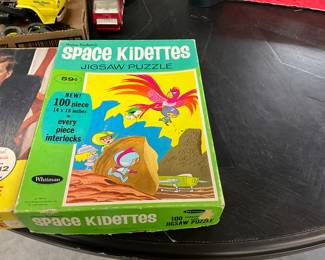 SPACE KIDETTES
JIGSAW PUZZLE
59¢
NEW!
100 piece
14 x 18 inches
every
piece
interlocks
Whitman
SPACE KIDETTES
100
JIGSAW PUZZLE